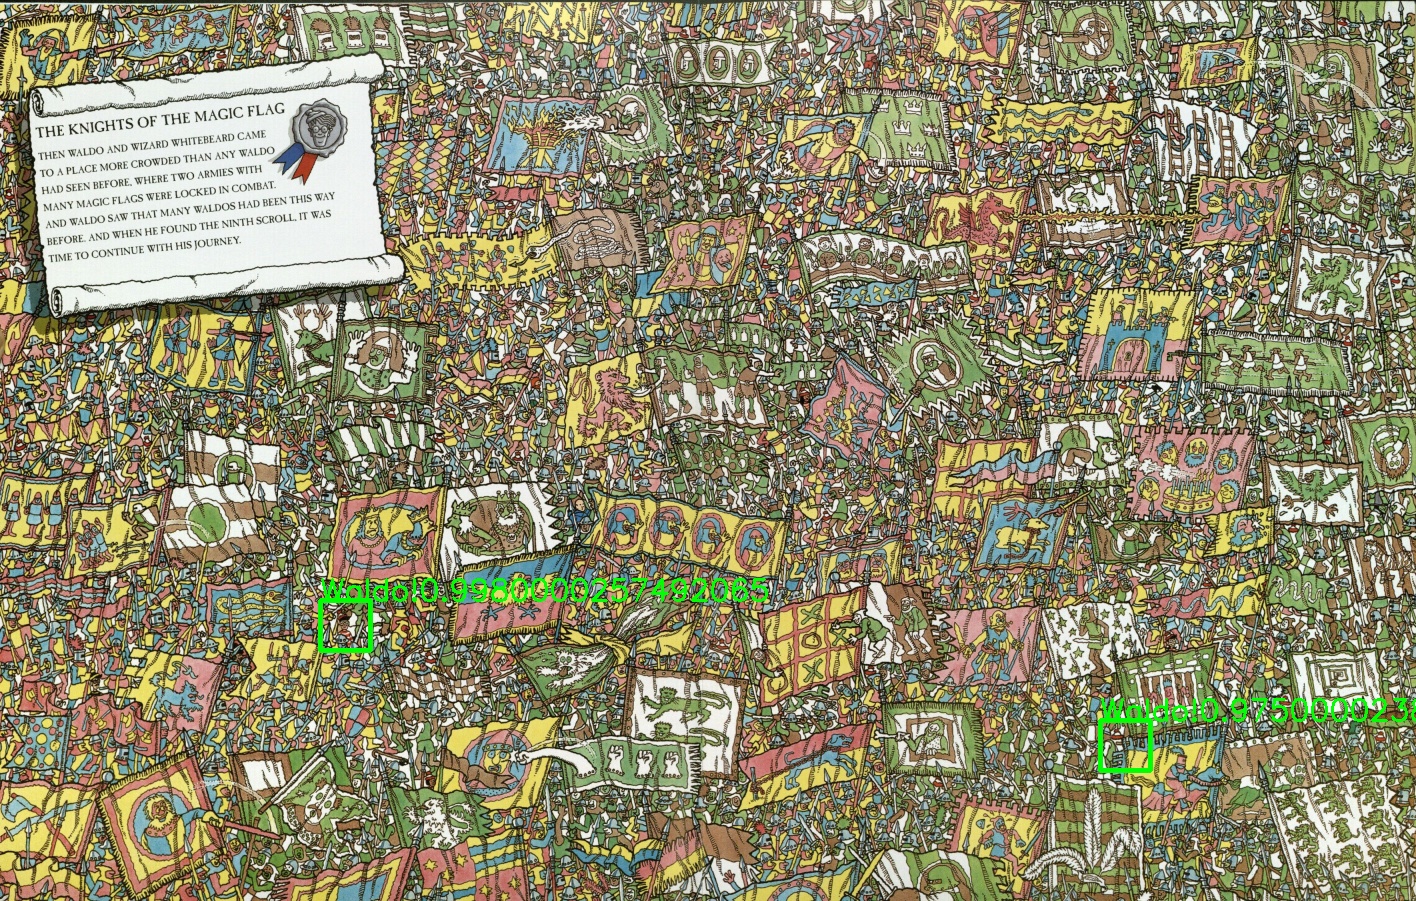 THE KNIGHTS OF THE MAGIC FLAG
THEN WALDO AND WIZARD WHITEBEARD CAME
TO A PLACE MORE CROWDED THAN ANY WALDO
HAD SEEN BEFORE, WHERE TWO ARMIES WITH
MANY MAGIC FLAGS WERE LOCKED IN COMBAT.
AND WALDO SAW THAT MANY WALDOS HAD BEEN THIS WAY
BEFORE. AND WHEN HE FOUND THE NINTH SCROLL, IT WAS
TIME TO CONTINUE WITH HIS JOURNEY.
Waldo!0.9980000257492065
Waldo!0.975000023